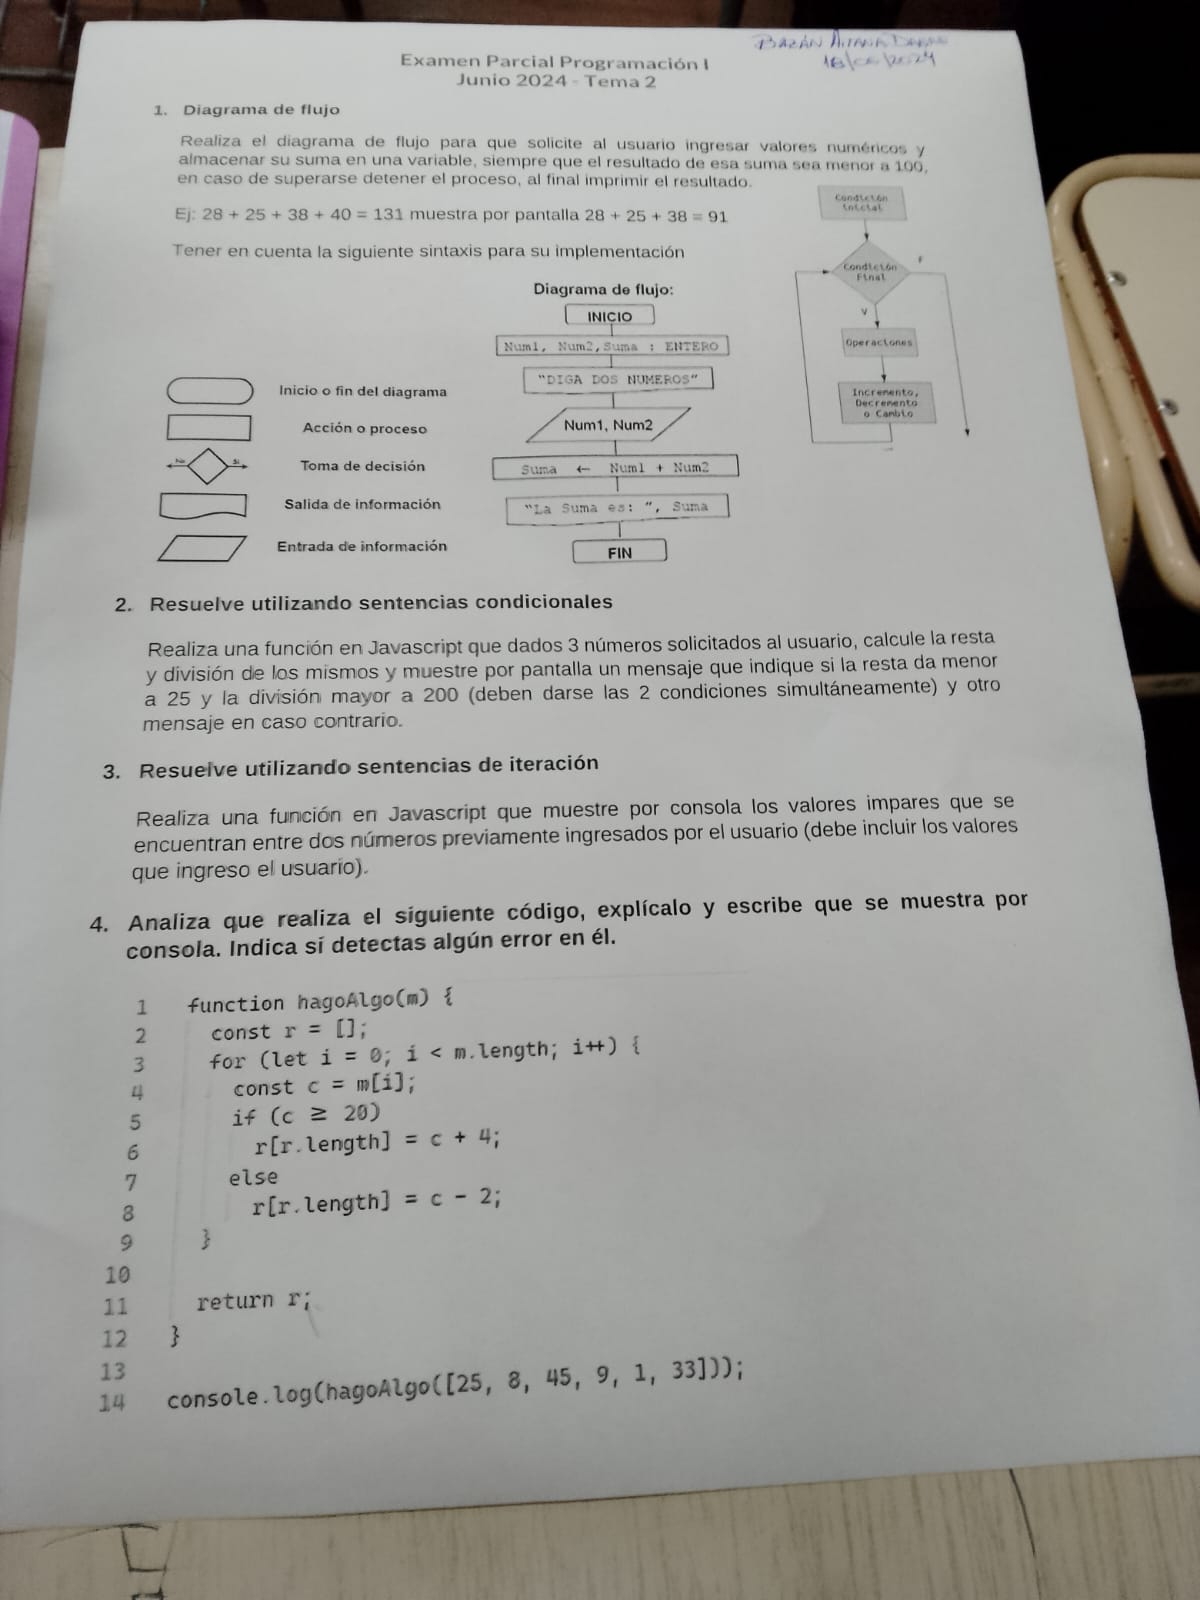 BAZÁN AITANA
18/06/2024
Examen Parcial Programación I
Junio 2024 - Tema 2
1. Diagrama de flujo
Realiza el diagrama de flujo para que solicite al usuario ingresar valores numéricos y
almacenar su suma en una variable, siempre que el resultado de esa suma sea menor a 100,
en caso de superarse detener el proceso, al final imprimir el resultado.
Ej: 28 + 25 + 38 + 40 = 131 muestra por pantalla 28 + 25 + 38 = 91
Tener en cuenta la siguiente sintaxis para su implementación
Condición
Inicial
Condición
Final
F
V
Operaciones
Incremento,
Decremento
o Cambio
Diagrama de flujo:
INICIO
Num1, Num2,Suma : ENTERO
"DIGA DOS NUMEROS"
Num1, Num2
Suma ← Num1 + Num2
"La Suma es: ", Suma
FIN
Inicio o fin del diagrama
Acción o proceso
No
Si
Toma de decisión
Salida de información
Entrada de información
2. Resuelve utilizando sentencias condicionales
Realiza una función en Javascript que dados 3 números solicitados al usuario, calcule la resta
y división de los mismos y muestre por pantalla un mensaje que indique si la resta da menor
a 25 y la división mayor a 200 (deben darse las 2 condiciones simultáneamente) y otro
mensaje en caso contrario.
3. Resuelve utilizando sentencias de iteración
Realiza una función en Javascript que muestre por consola los valores impares que se
encuentran entre dos números previamente ingresados por el usuario (debe incluir los valores
que ingreso el usuario).
4. Analiza que realiza el siguiente código, explícalo y escribe que se muestra por
consola. Indica si detectas algún error en él.
1 function hagoAlgo(m) {
2 const r = [];
3 for (let i = 0; i < m.length; i++) {
4 const c = m[i];
5 if (c ≥ 20)
6 r[r.length] = c + 4;
7 else
8 r[r.length] = c - 2;
9 }
10
11 return r;
12 }
13
14 console.log(hagoAlgo([25, 8, 45, 9, 1, 33]));